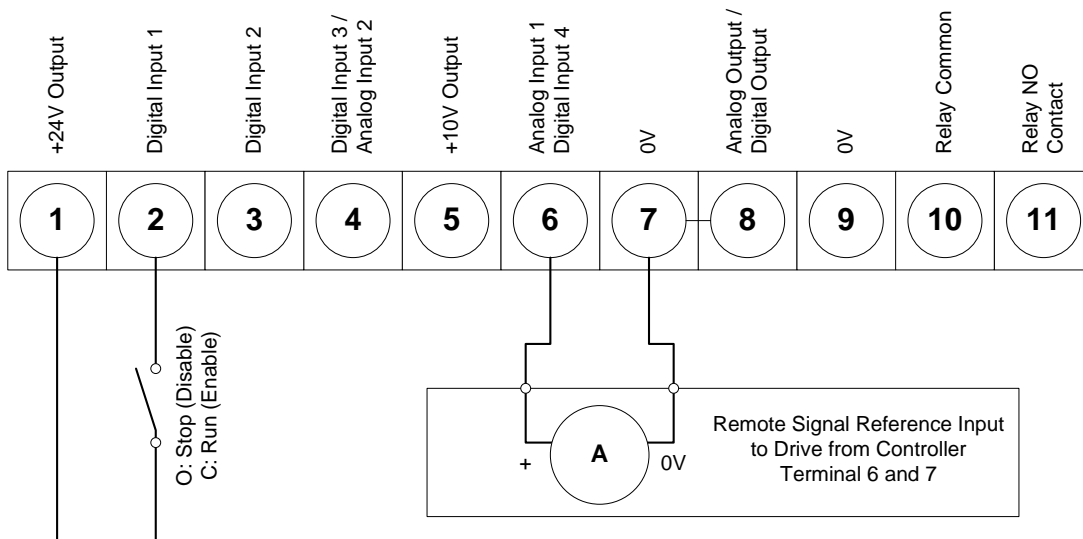 +24V Output
Digital Input 1
Digital Input 2
Digital Input 3 /
Analog Input 2
+10V Output
Analog Input 1
Digital Input 4
0V
Analog Output /
Digital Output
0V
Relay Common
Relay NO
Contact
1
2
3
4
5
6
7
8
9
10
11
O: Stop (Disable)
C: Run (Enable)
+
A
0V
Remote Signal Reference Input
to Drive from Controller
Terminal 6 and 7